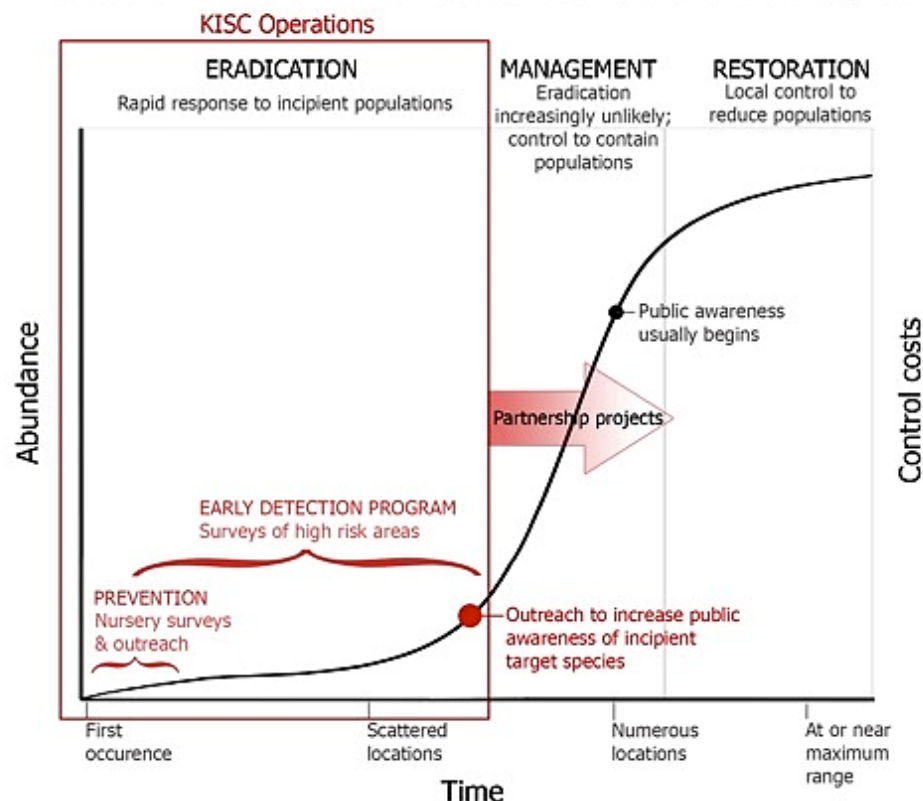 KISC Operations
ERADICATION
Rapid response to incipient populations
MANAGEMENT
Eradication
increasingly unlikely;
control to contain
populations
RESTORATION
Local control to
reduce populations
Abundance
Control costs
Public awareness
usually begins
Partnership projects
EARLY DETECTION PROGRAM
Surveys of high risk areas
PREVENTION
Nursery surveys
& outreach
Outreach to increase public
awareness of incipient
target species
First
occurence
Scattered
locations
Numerous
locations
At or near
maximum
range
Time